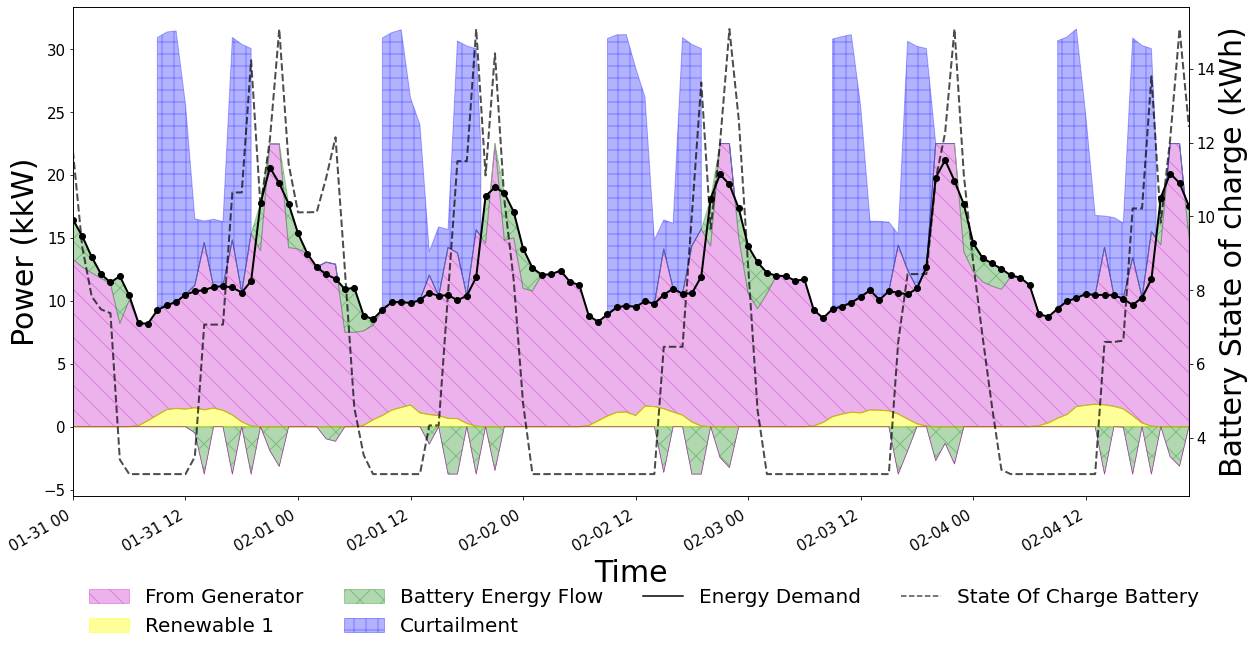 Power (kkW)
30
25
20
15
10
5
0
−5
14
12
10
8
6
4
Battery State of charge (kWh)
01-31 00
01-31 12
02-01 00
02-01 12
02-02 00
02-02 12
02-03 00
02-03 12
02-04 00
02-04 12
Time
From Generator
Battery Energy Flow
Energy Demand
State Of Charge Battery
Renewable 1
Curtailment